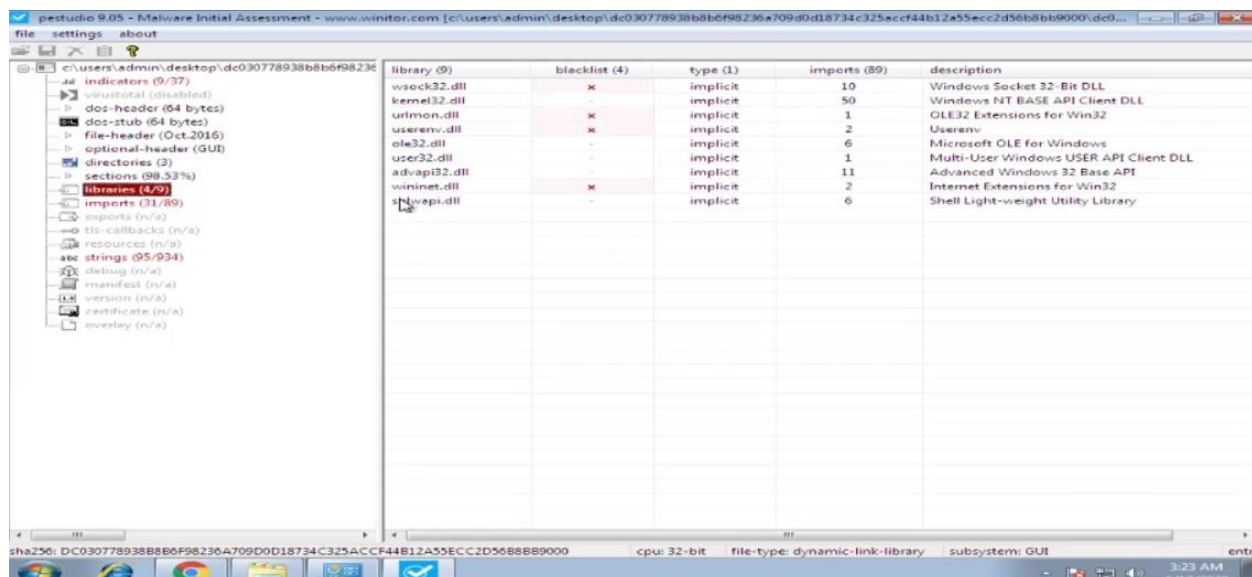 pestudio 9.05 - Malware Initial Assessment - www.winitor.com [c:\users\admin\desktop\dc030778938b8b6f98236a709d0d18734c325accf44b12a55ecc2d56b8bb9000\dc0...
file settings about
c:\users\admin\desktop\dc030778938b8b6f98236
indicators (9/37)
virustotal (disabled)
dos-header (64 bytes)
dos-stub (64 bytes)
file-header (Oct.2016)
optional-header (GUI)
directories (3)
sections (98.53%)
libraries (4/9)
imports (31/89)
exports (n/a)
tls-callbacks (n/a)
resources (n/a)
abc strings (95/934)
debug (n/a)
manifest (n/a)
version (n/a)
certificate (n/a)
overlay (n/a)
library (9) blacklist (4) type (1) imports (89) description
wsock32.dll × implicit 10 Windows Socket 32-Bit DLL
kernel32.dll - implicit 50 Windows NT BASE API Client DLL
urlmon.dll × implicit 1 OLE32 Extensions for Win32
userenv.dll × implicit 2 Userenv
ole32.dll - implicit 6 Microsoft OLE for Windows
user32.dll - implicit 1 Multi-User Windows USER API Client DLL
advapi32.dll - implicit 11 Advanced Windows 32 Base API
wininet.dll × implicit 2 Internet Extensions for Win32
shlwapi.dll - implicit 6 Shell Light-weight Utility Library
sha256: DC030778938B8B6F98236A709D0D18734C325ACCF44B12A55ECC2D56B8BB9000 cpu: 32-bit file-type: dynamic-link-library subsystem: GUI entr
3:23 AM